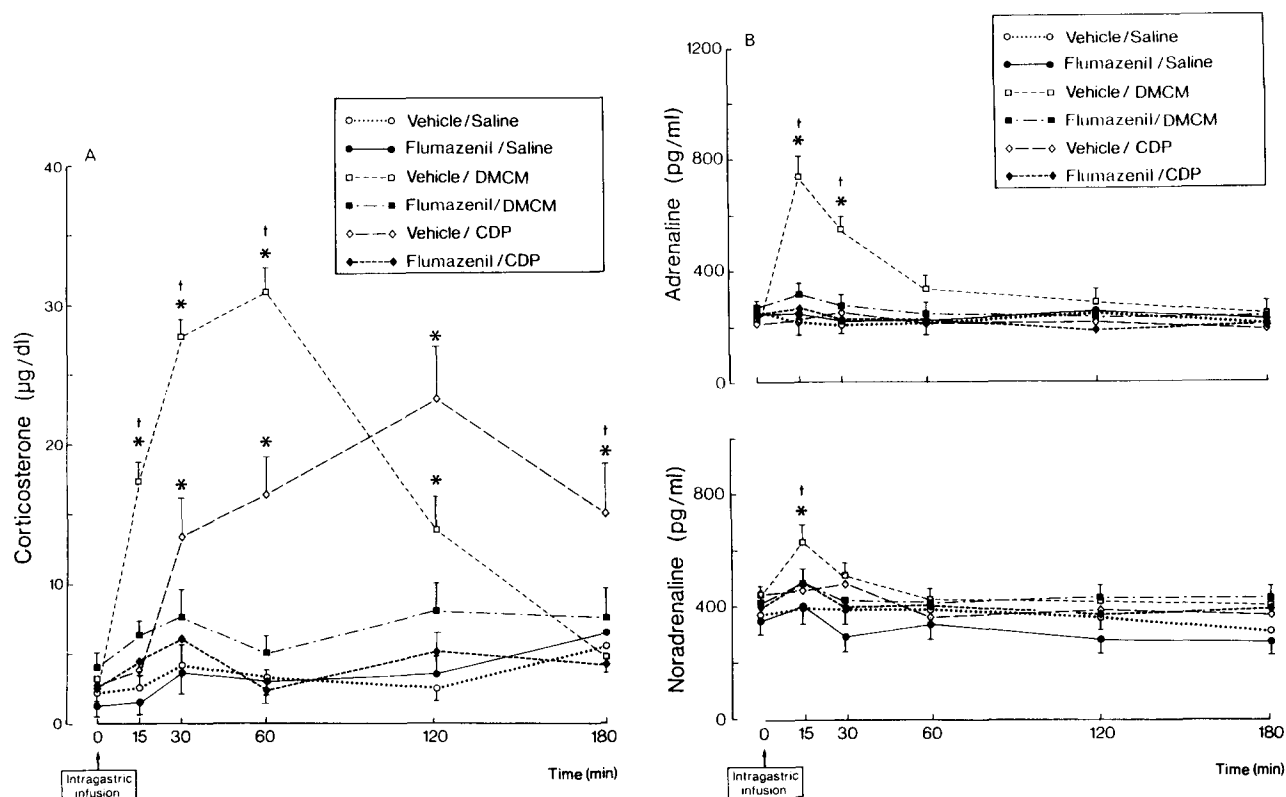 A
Vehicle/Saline
Flumazenil/Saline
Vehicle/DMCM
Flumazenil/DMCM
Vehicle/CDP
Flumazenil/CDP
Corticosterone (µg/dl)
40
30
20
10
0
†
*
†
*
†
*
*
*
*
*
†
*
0 15 30 60 120 180
Intragastric
infusion
Time (min)
B
Vehicle/Saline
Flumazenil/Saline
Vehicle/DMCM
Flumazenil/DMCM
Vehicle/CDP
Flumazenil/CDP
Adrenaline (pg/ml)
1200
800
400
0
†
*
†
*
Noradrenaline (pg/ml)
800
400
0
†
*
0 15 30 60 120 180
Intragastric
infusion
Time (min)